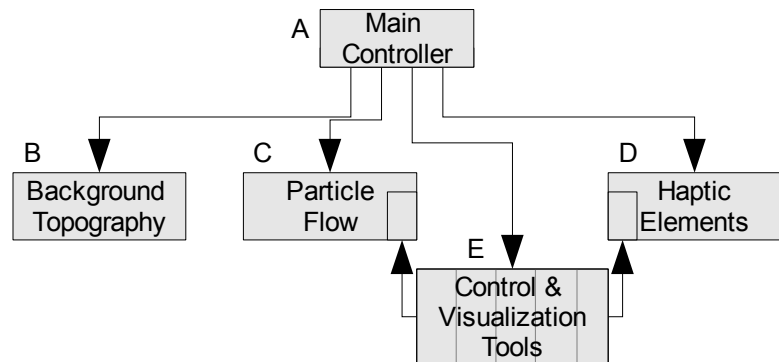 A
Main
Controller
B
Background
Topography
C
Particle
Flow
D
Haptic
Elements
E
Control &
Visualization
Tools